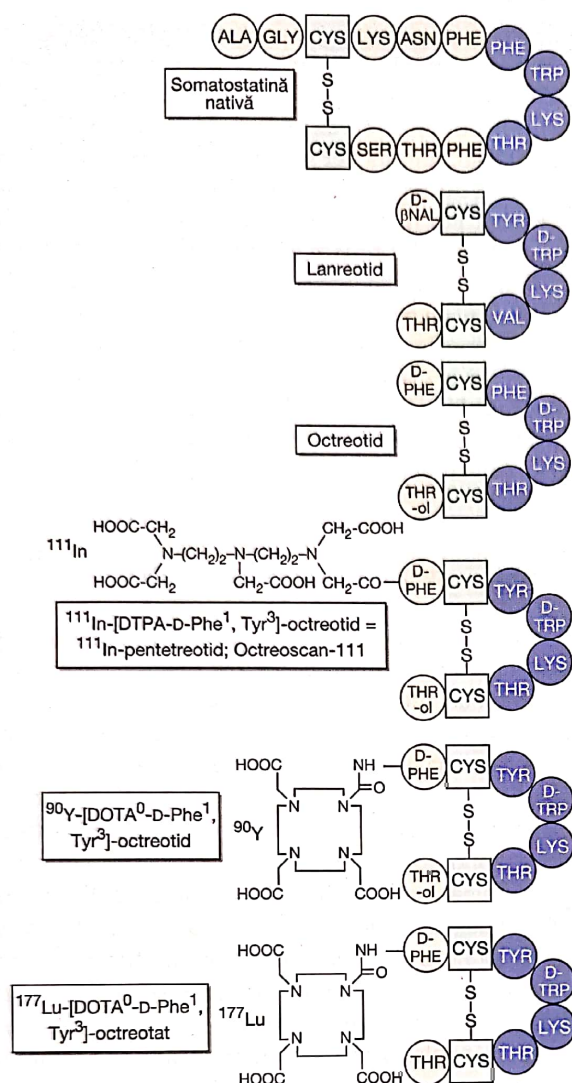 ALA GLY CYS LYS ASN PHE PHE
TRP
LYS
THR
S
S
Somatostatină
nativă
CYS SER THR PHE
D-
βNAL CYS TYR
D-
TRP
LYS
VAL
S
S
Lanreotid
THR CYS
D-
PHE CYS PHE
D-
TRP
LYS
THR
S
S
Octreotid
THR
-ol CYS
HOOC-CH₂ CH₂-COOH
¹¹¹In N-(CH₂)₂-N-(CH₂)₂-N
HOOC-CH₂ CH₂-COOH CH₂-CO
D-
PHE CYS TYR
D-
TRP
LYS
THR
S
S
¹¹¹In-[DTPA-D-Phe¹, Tyr³]-octreotid =
¹¹¹In-pentetreotid; Octreoscan-111
THR
-ol CYS
HOOC NH D-
PHE CYS TYR
O
N N
D-
TRP
LYS
THR
S
S
⁹⁰Y-[DOTA⁰-D-Phe¹,
Tyr³]-octreotid
⁹⁰Y
N N
HOOC COOH THR
-ol CYS
HOOC NH D-
PHE CYS TYR
O
N N
D-
TRP
LYS
THR
S
S
¹⁷⁷Lu-[DOTA⁰-D-Phe¹,
Tyr³]-octreotat
¹⁷⁷Lu
N N
HOOC COOH THR CYS